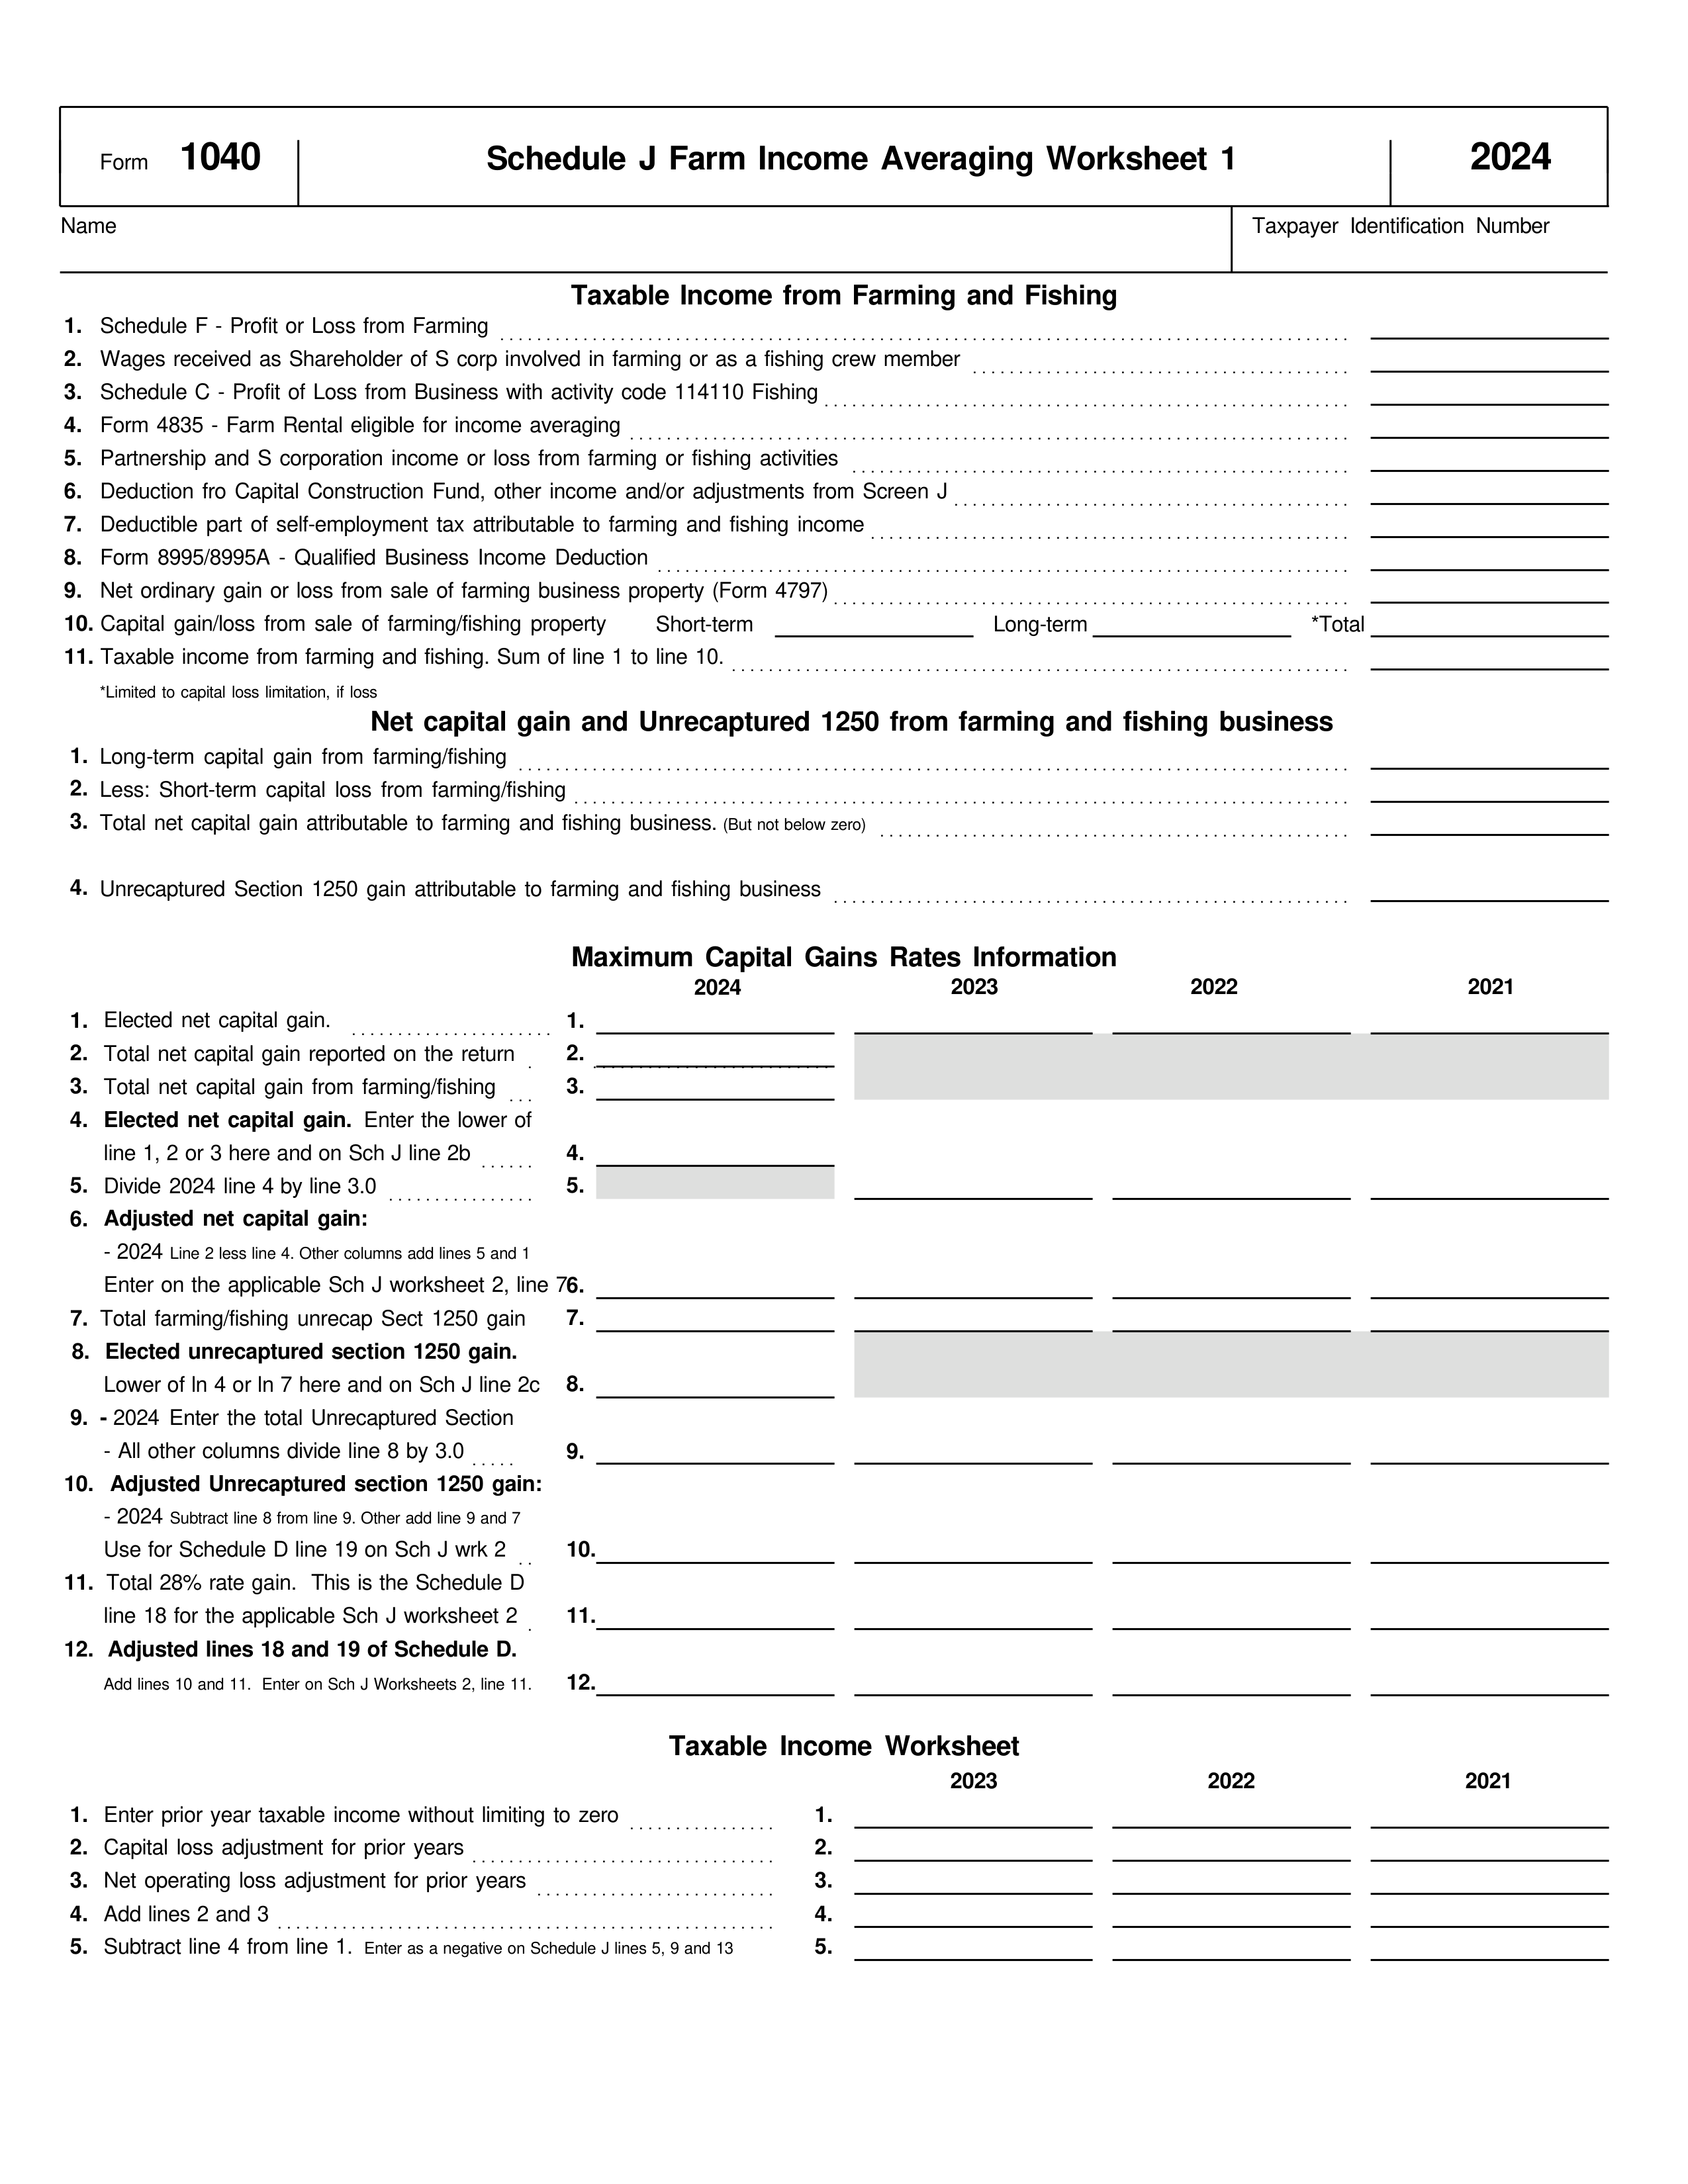 Form 1040 Schedule J Farm Income Averaging Worksheet 1 2024
Name Taxpayer Identification Number
Taxable Income from Farming and Fishing
1. Schedule F - Profit or Loss from Farming
2. Wages received as Shareholder of S corp involved in farming or as a fishing crew member
3. Schedule C - Profit of Loss from Business with activity code 114110 Fishing
4. Form 4835 - Farm Rental eligible for income averaging
5. Partnership and S corporation income or loss from farming or fishing activities
6. Deduction fro Capital Construction Fund, other income and/or adjustments from Screen J
7. Deductible part of self-employment tax attributable to farming and fishing income
8. Form 8995/8995A - Qualified Business Income Deduction
9. Net ordinary gain or loss from sale of farming business property (Form 4797)
10. Capital gain/loss from sale of farming/fishing property Short-term Long-term *Total
11. Taxable income from farming and fishing. Sum of line 1 to line 10.
*Limited to capital loss limitation, if loss
Net capital gain and Unrecaptured 1250 from farming and fishing business
1. Long-term capital gain from farming/fishing
2. Less: Short-term capital loss from farming/fishing
3. Total net capital gain attributable to farming and fishing business. (But not below zero)
4. Unrecaptured Section 1250 gain attributable to farming and fishing business
Maximum Capital Gains Rates Information
2024 2023 2022 2021
1. Elected net capital gain. 1.
2. Total net capital gain reported on the return 2.
3. Total net capital gain from farming/fishing 3.
4. Elected net capital gain. Enter the lower of
line 1, 2 or 3 here and on Sch J line 2b 4.
5. Divide 2024 line 4 by line 3.0 5.
6. Adjusted net capital gain:
- 2024 Line 2 less line 4. Other columns add lines 5 and 1
Enter on the applicable Sch J worksheet 2, line 7 6.
7. Total farming/fishing unrecap Sect 1250 gain 7.
8. Elected unrecaptured section 1250 gain.
Lower of ln 4 or ln 7 here and on Sch J line 2c 8.
9. - 2024 Enter the total Unrecaptured Section
- All other columns divide line 8 by 3.0 9.
10. Adjusted Unrecaptured section 1250 gain:
- 2024 Subtract line 8 from line 9. Other add line 9 and 7
Use for Schedule D line 19 on Sch J wrk 2 10.
11. Total 28% rate gain. This is the Schedule D
line 18 for the applicable Sch J worksheet 2 11.
12. Adjusted lines 18 and 19 of Schedule D.
Add lines 10 and 11. Enter on Sch J Worksheets 2, line 11. 12.
Taxable Income Worksheet
2023 2022 2021
1. Enter prior year taxable income without limiting to zero 1.
2. Capital loss adjustment for prior years 2.
3. Net operating loss adjustment for prior years 3.
4. Add lines 2 and 3 4.
5. Subtract line 4 from line 1. Enter as a negative on Schedule J lines 5, 9 and 13 5.